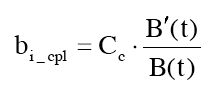 b_{i_cpl} = C_c · B′(t) / B(t)